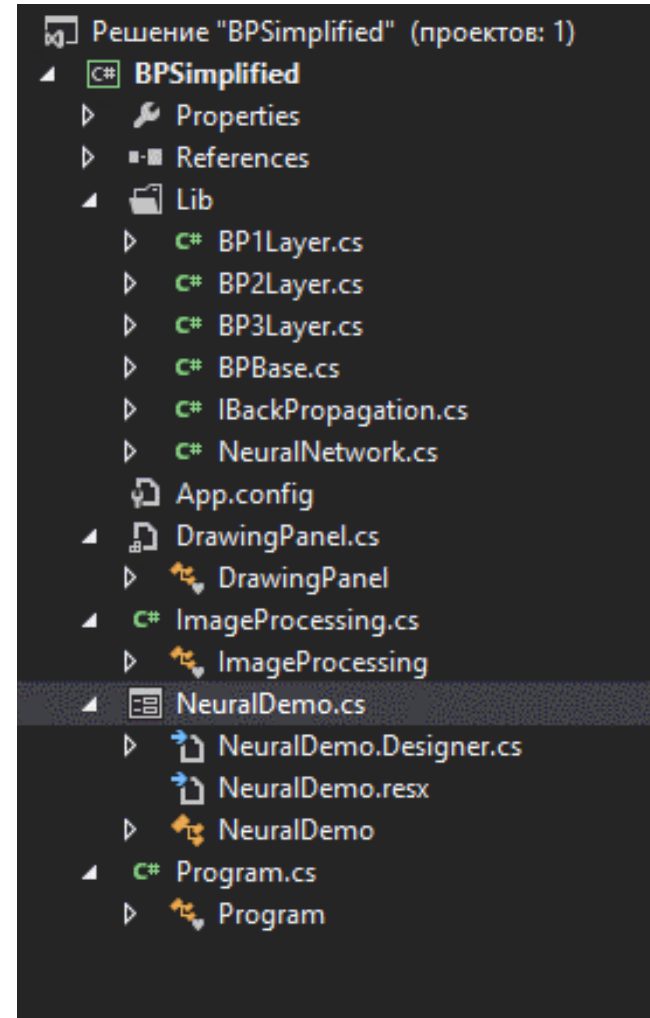 Решение "BPSimplified" (проектов: 1)
C# BPSimplified
Properties
References
Lib
C# BP1Layer.cs
C# BP2Layer.cs
C# BP3Layer.cs
C# BPBase.cs
C# IBackPropagation.cs
C# NeuralNetwork.cs
App.config
DrawingPanel.cs
DrawingPanel
C# ImageProcessing.cs
ImageProcessing
NeuralDemo.cs
NeuralDemo.Designer.cs
NeuralDemo.resx
NeuralDemo
C# Program.cs
Program